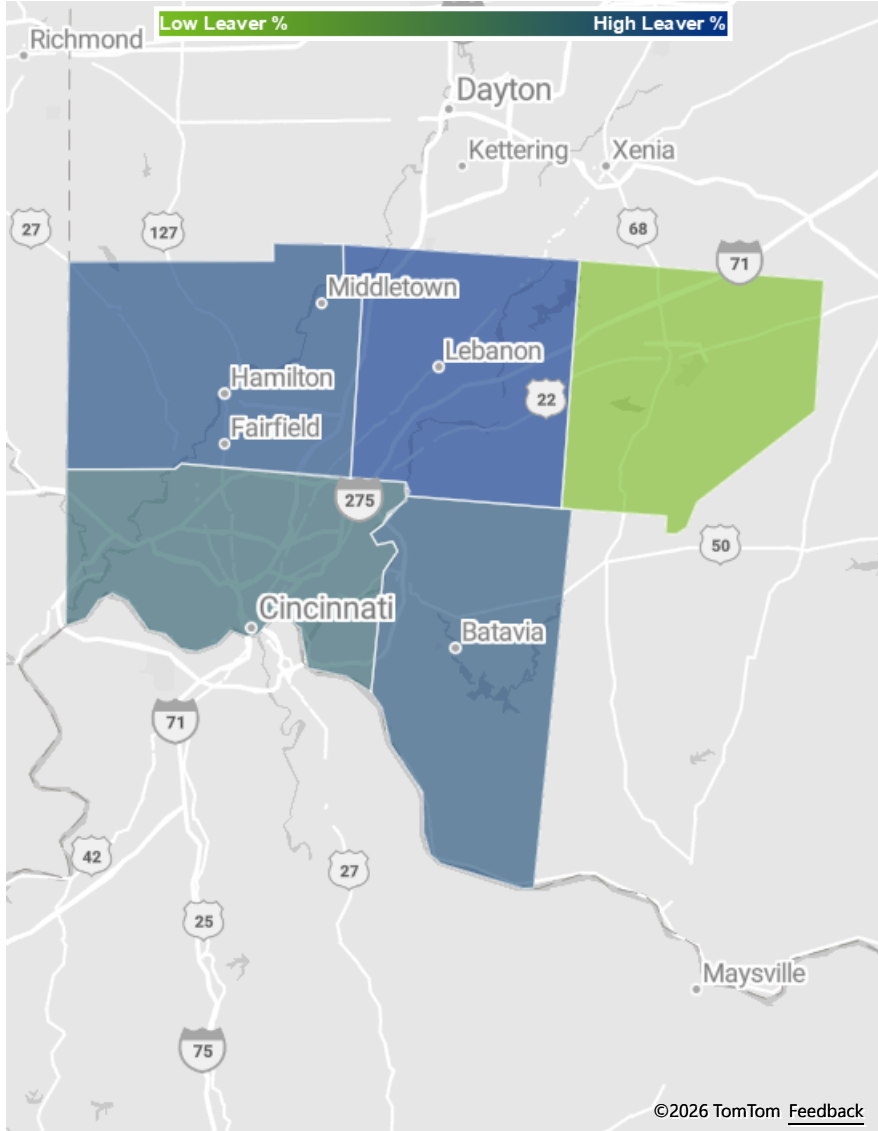 Low Leaver % High Leaver %
Richmond
Dayton
Kettering
Xenia
27
127
68
71
Middletown
Lebanon
Hamilton
22
Fairfield
275
50
Cincinnati
Batavia
71
42
27
25
Maysville
75
©2026 TomTom Feedback